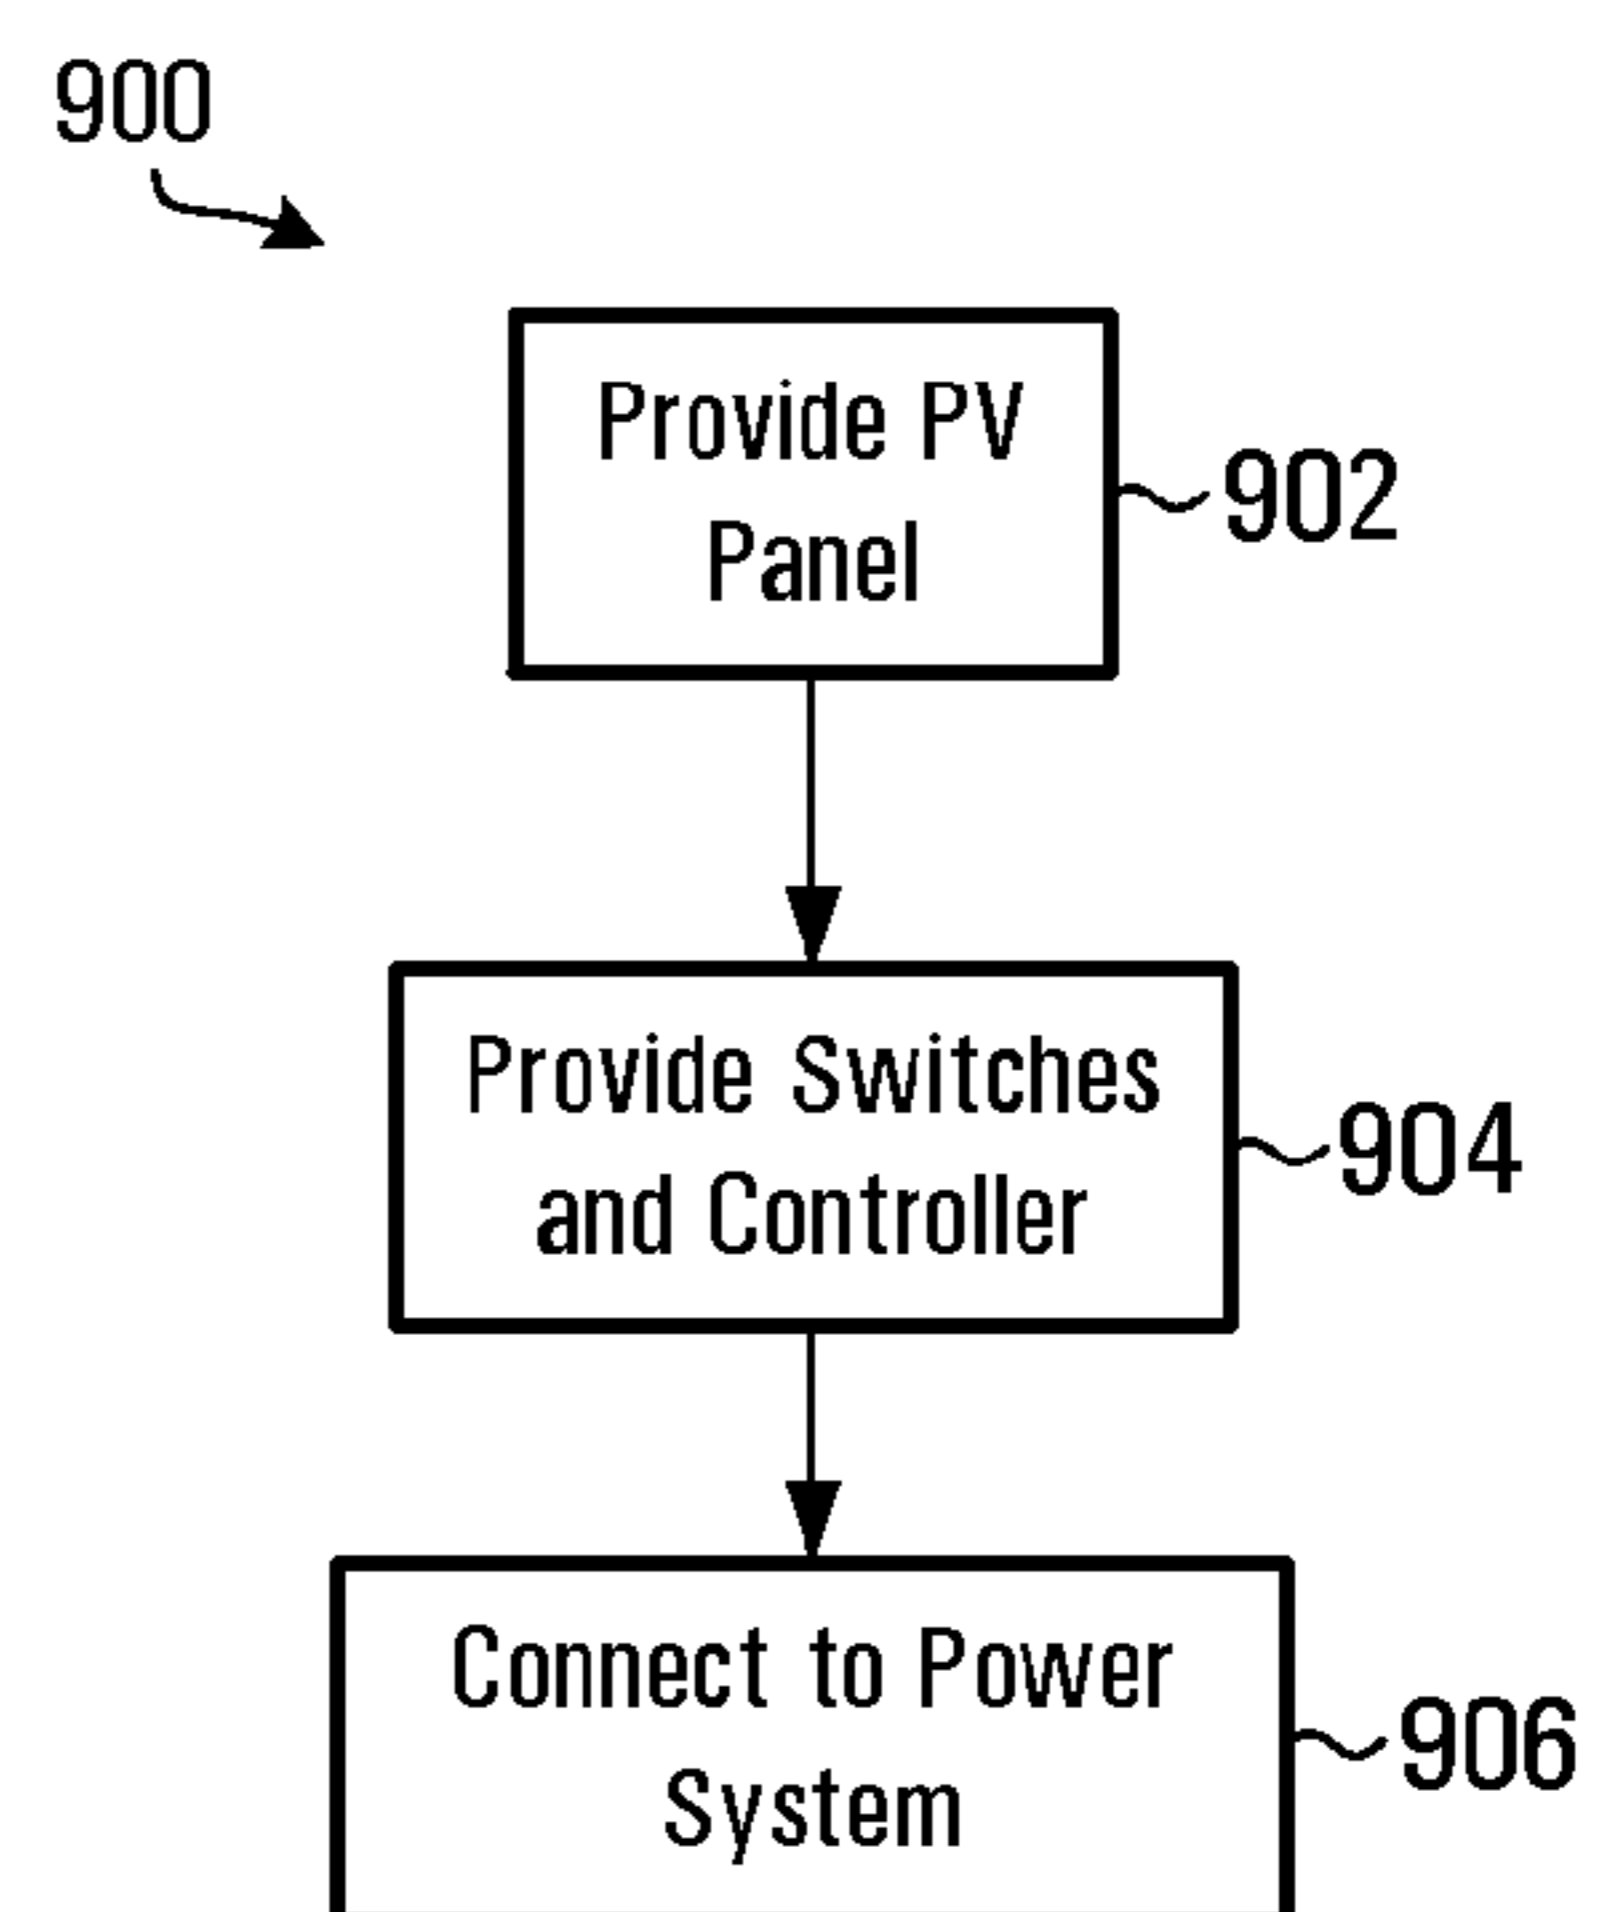 900
Provide PV
Panel
902
Provide Switches
and Controller
904
Connect to Power
System
906